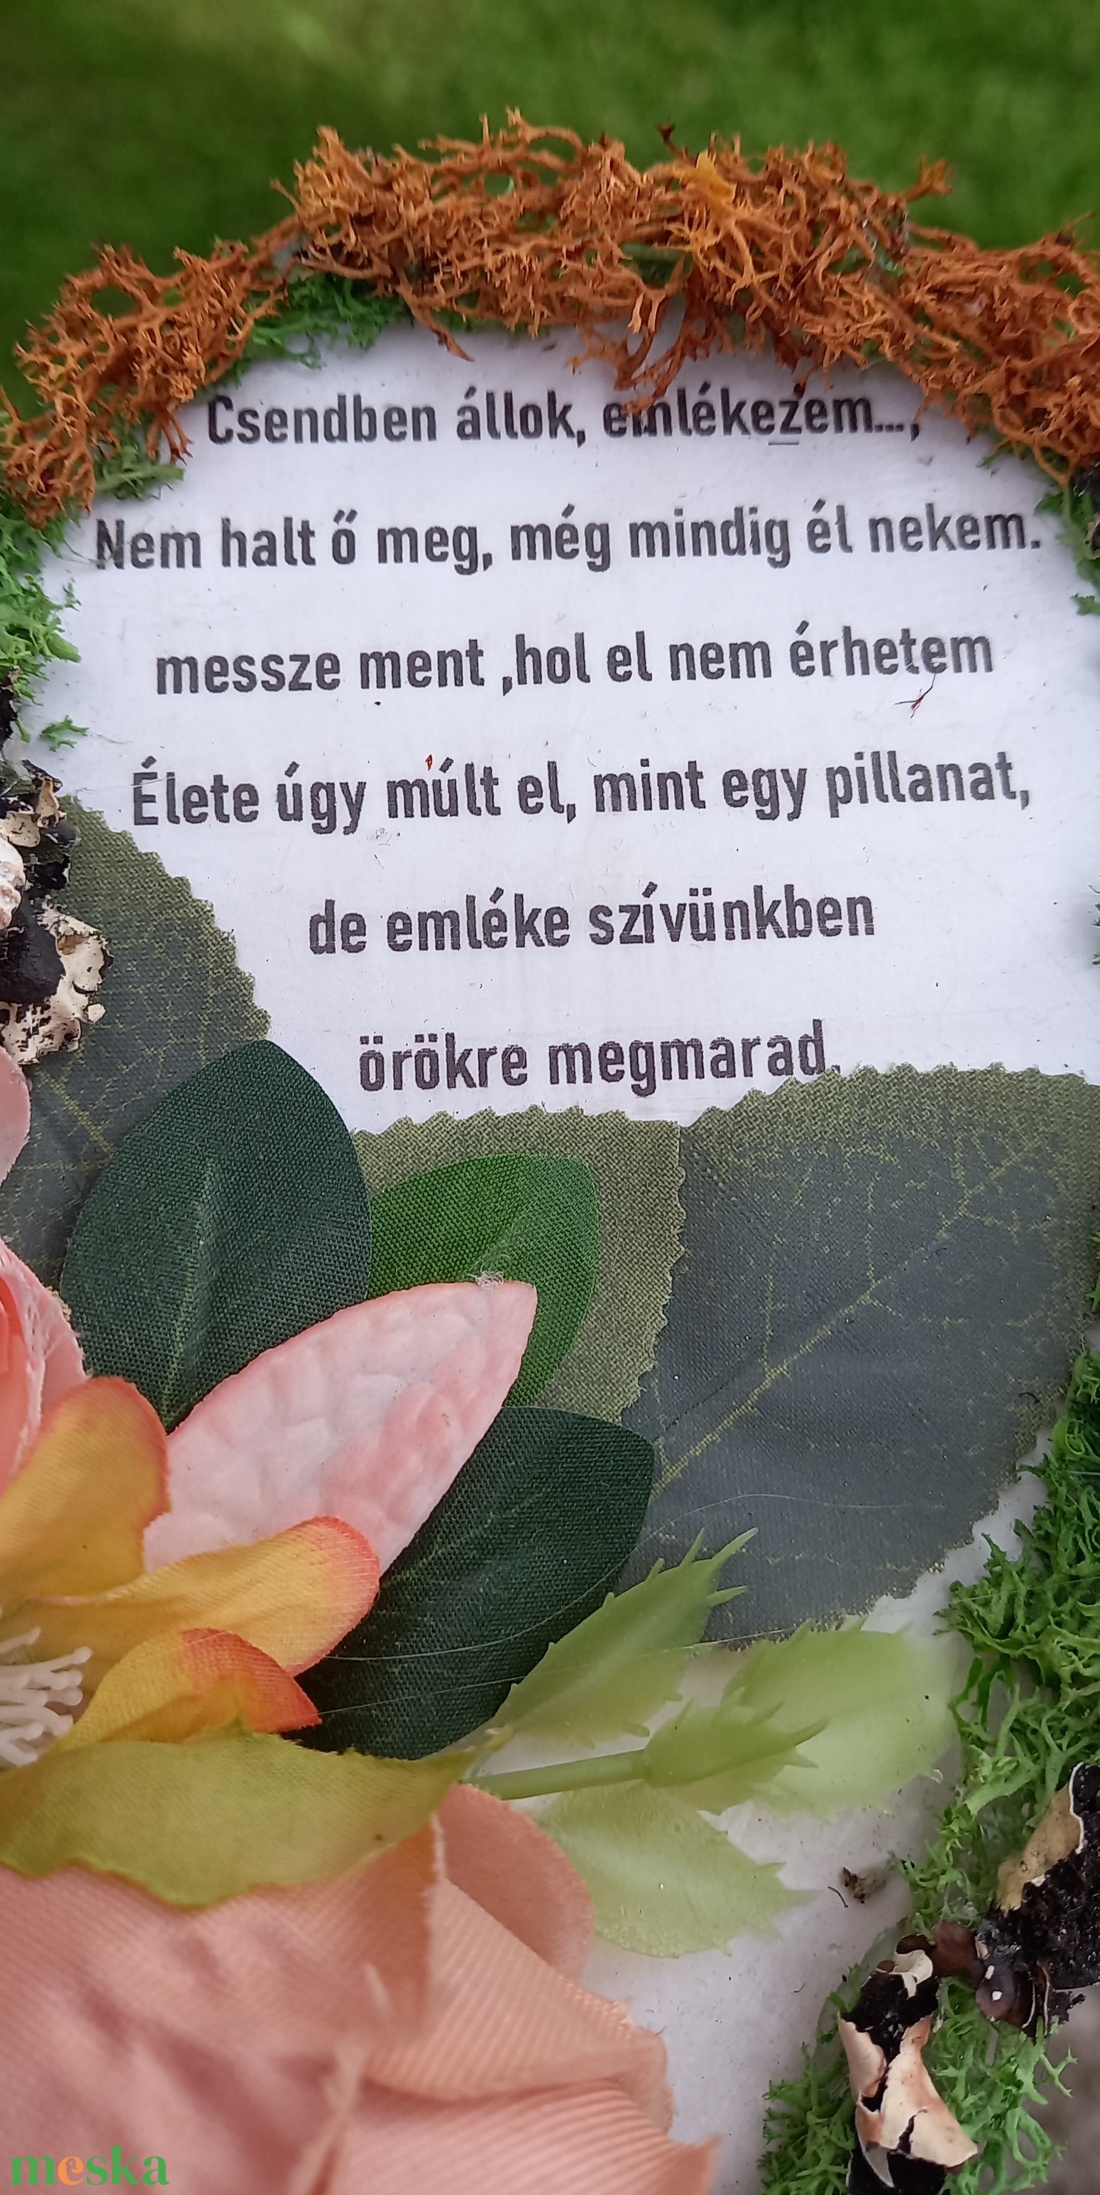 Csendben állok, emlékezem...,
Nem halt ő meg, még mindig él nekem.
messze ment ,hol el nem érhetem
Élete úgy múlt el, mint egy pillanat,
de emléke szívünkben
örökre megmarad.
meska